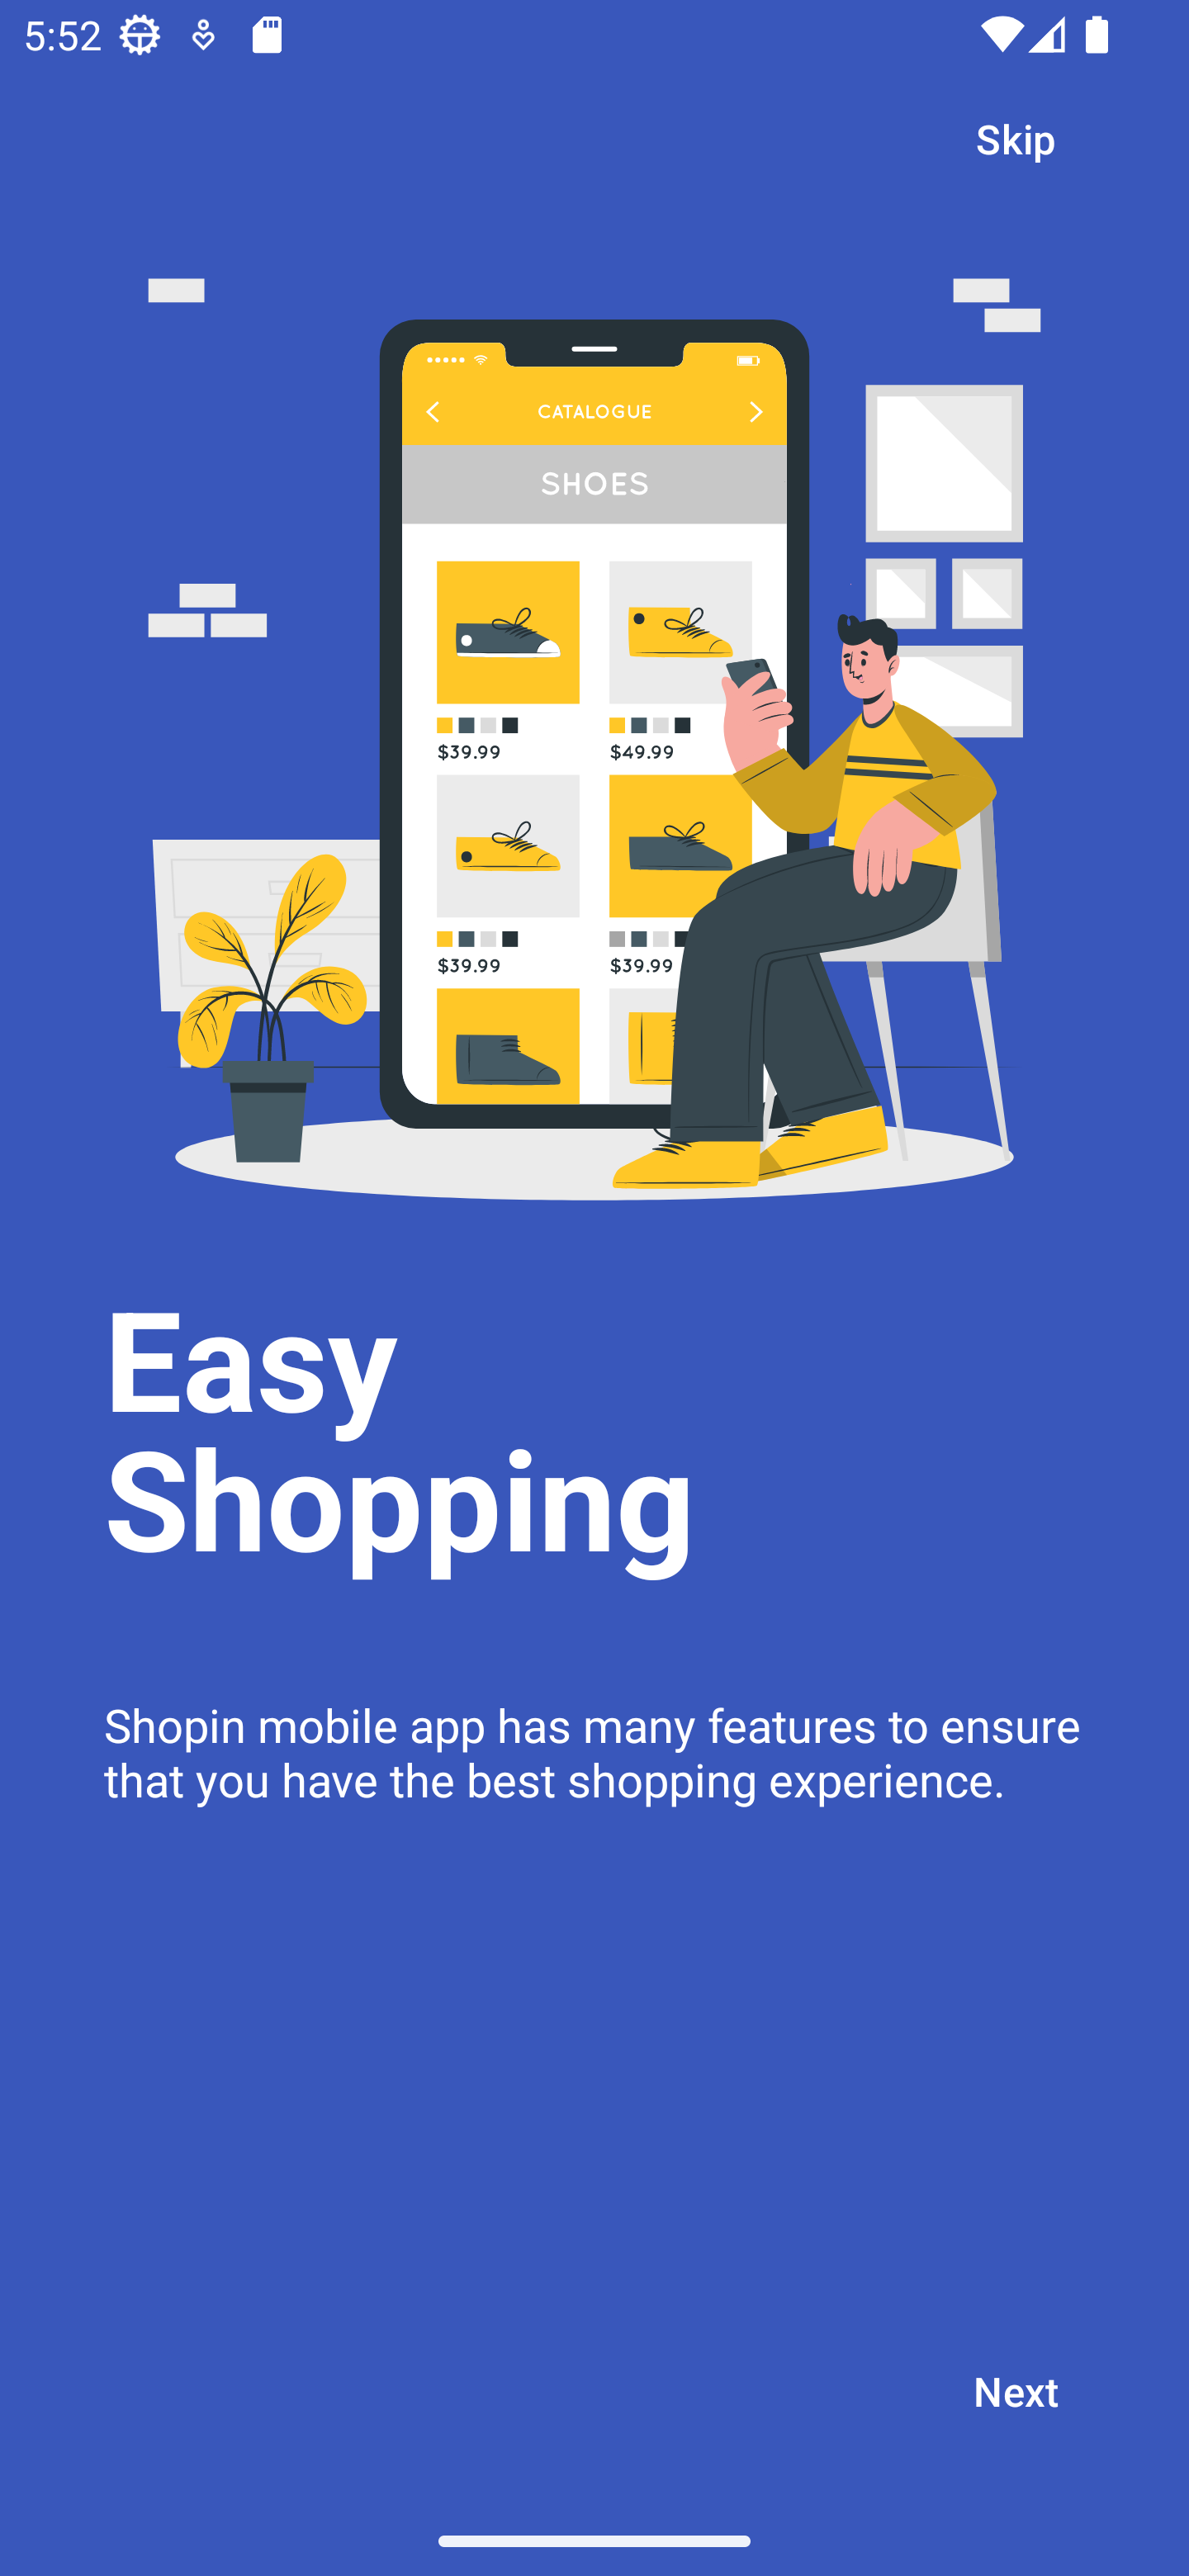 5:52
Skip
CATALOGUE
SHOES
$39.99
$49.99
$39.99
$39.99
Easy
Shopping
Shopin mobile app has many features to ensure
that you have the best shopping experience.
Next